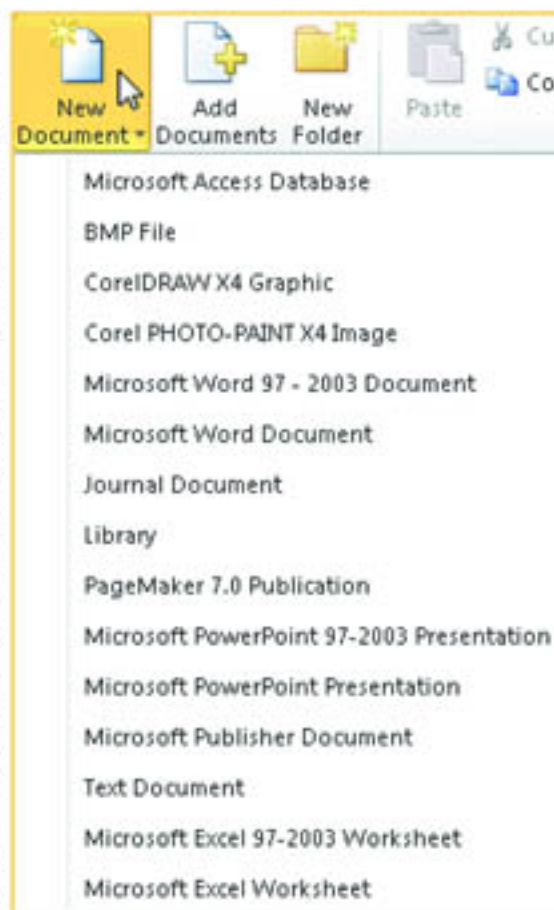 Cu
New Add New Paste Co
Document Documents Folder
Microsoft Access Database
BMP File
CorelDRAW X4 Graphic
Corel PHOTO-PAINT X4 Image
Microsoft Word 97 - 2003 Document
Microsoft Word Document
Journal Document
Library
PageMaker 7.0 Publication
Microsoft PowerPoint 97-2003 Presentation
Microsoft PowerPoint Presentation
Microsoft Publisher Document
Text Document
Microsoft Excel 97-2003 Worksheet
Microsoft Excel Worksheet